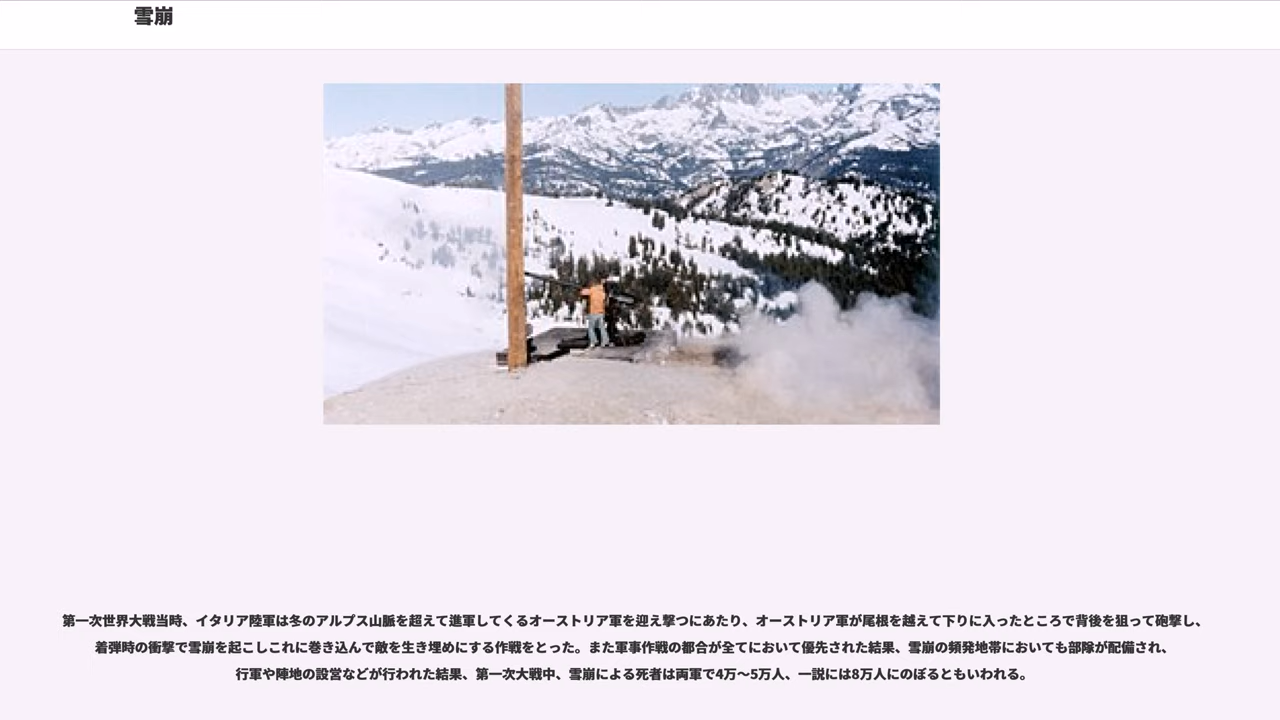 雪崩
第一次世界大戦当時、イタリア陸軍は冬のアルプス山脈を超えて進軍してくるオーストリア軍を迎え撃つにあたり、オーストリア軍が尾根を越えて下りに入ったところで背後を狙って砲撃し、
着弾時の衝撃で雪崩を起こしこれに巻き込んで敵を生き埋めにする作戦をとった。また軍事作戦の都合が全てにおいて優先された結果、雪崩の頻発地帯においても部隊が配備され、
行軍や陣地の設営などが行われた結果、第一次大戦中、雪崩による死者は両軍で4万〜5万人、一説には8万人にのぼるともいわれる。